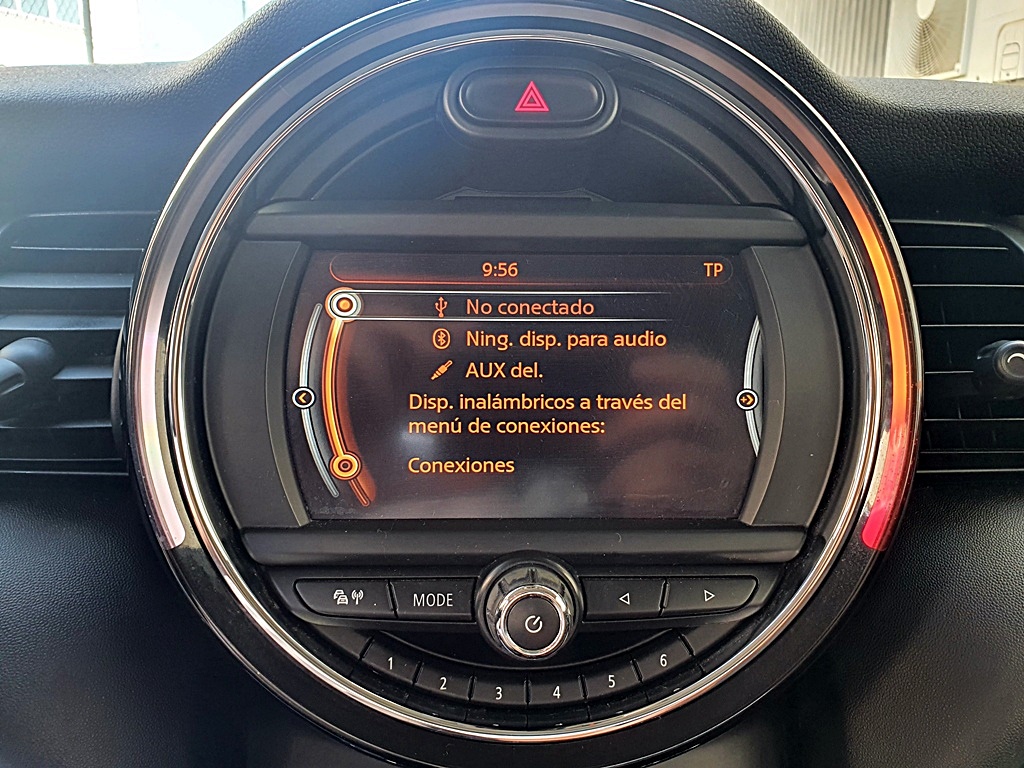 9:56 TP
No conectado
Ning. disp. para audio
AUX del.
Disp. inalámbricos a través del
menú de conexiones:
Conexiones
MODE
1 2 3 4 5 6